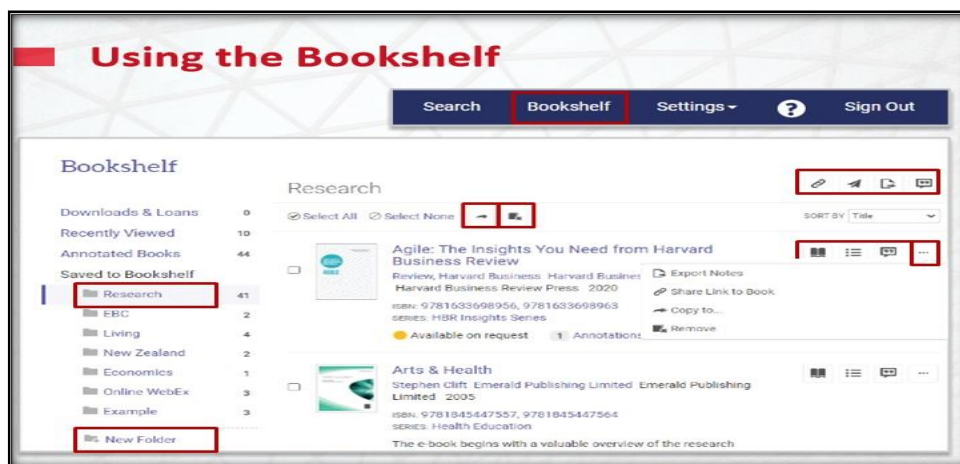 Using the Bookshelf
Search Bookshelf Settings ? Sign Out
Bookshelf
Downloads & Loans 0
Recently Viewed 10
Annotated Books 44
Saved to Bookshelf
Research 41
EBC 2
Living 4
New Zealand 2
Economics 1
Online WebEx 3
Example 3
New Folder
Research
Select All Select None
SORT BY Title
Agile: The Insights You Need from Harvard
Business Review
Review, Harvard Business Harvard Busines
Harvard Business Review Press 2020
ISBN: 9781633698956, 9781633698963
SERIES: HBR Insights Series
Available on request 1 Annotations
Export Notes
Share Link to Book
Copy to...
Remove
Arts & Health
Stephen Clift Emerald Publishing Limited Emerald Publishing
Limited 2005
ISBN: 9781845447557, 9781845447564
SERIES: Health Education
The e-book begins with a valuable overview of the research